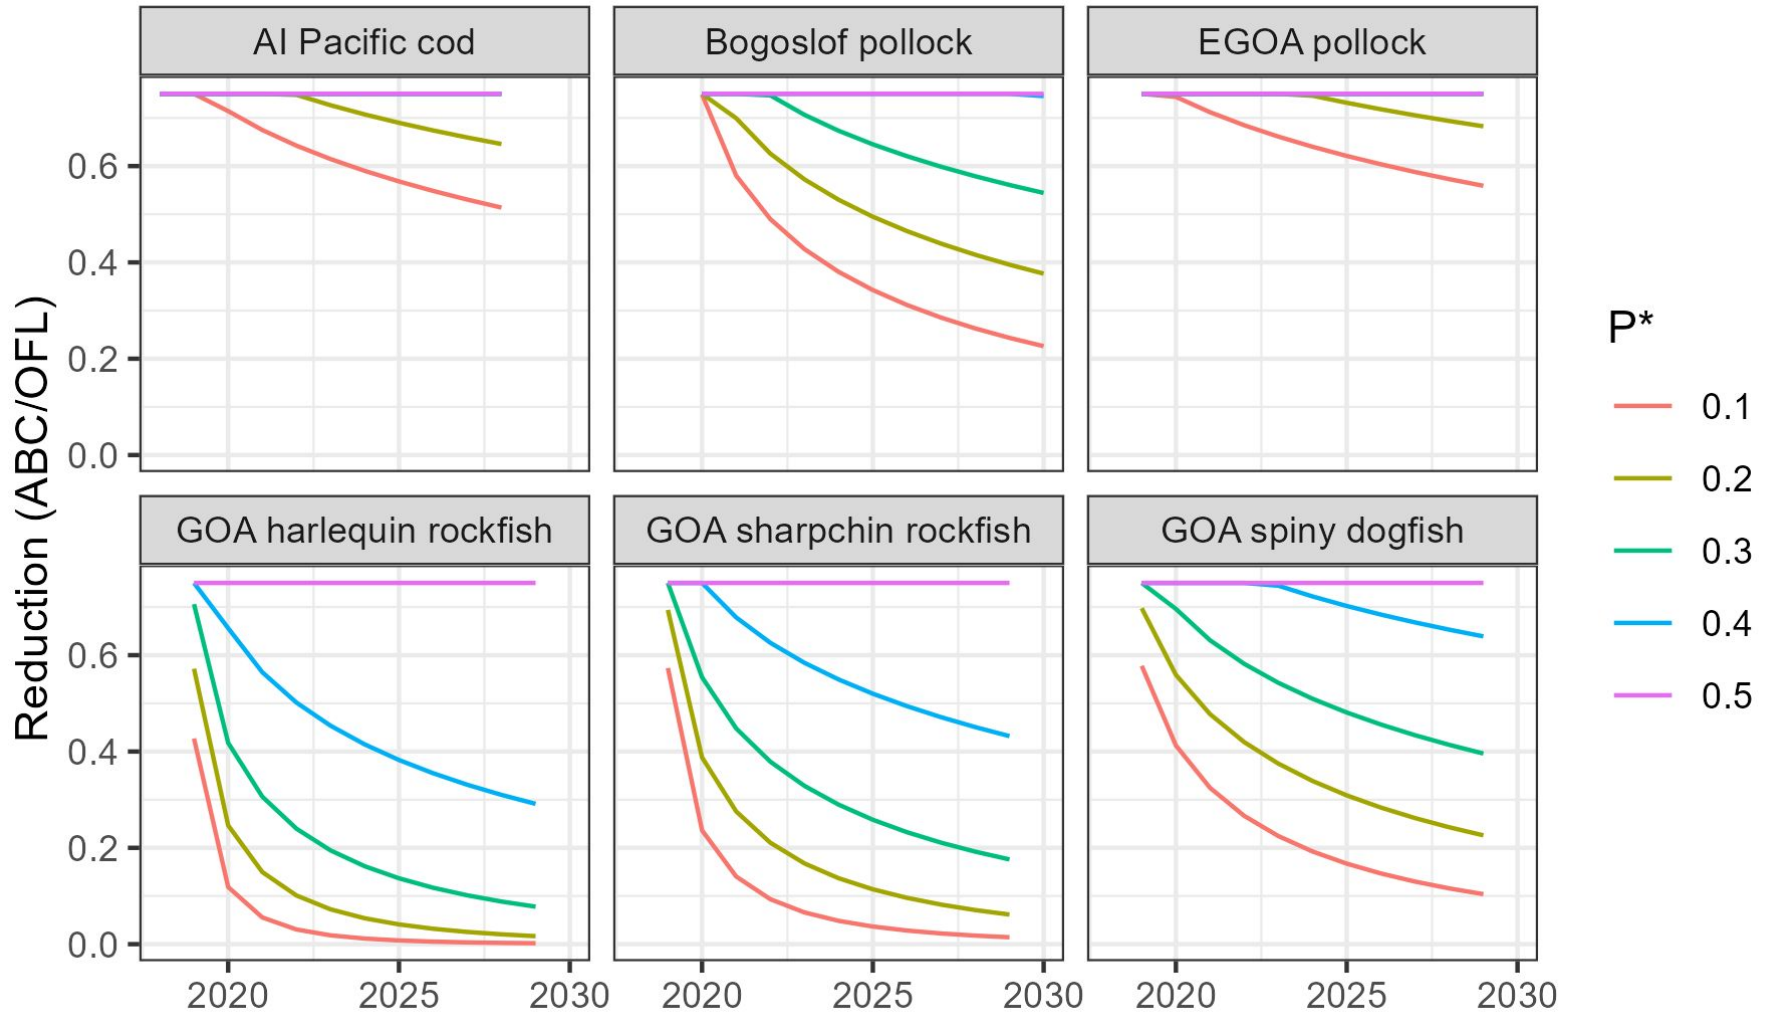 AI Pacific cod
Bogoslof pollock
EGOA pollock
0.6
0.4
0.2
0.0
GOA harlequin rockfish
GOA sharpchin rockfish
GOA spiny dogfish
0.6
0.4
0.2
0.0
2020
2025
2030
2020
2025
2030
2020
2025
2030
Reduction (ABC/OFL)
P*
0.1
0.2
0.3
0.4
0.5